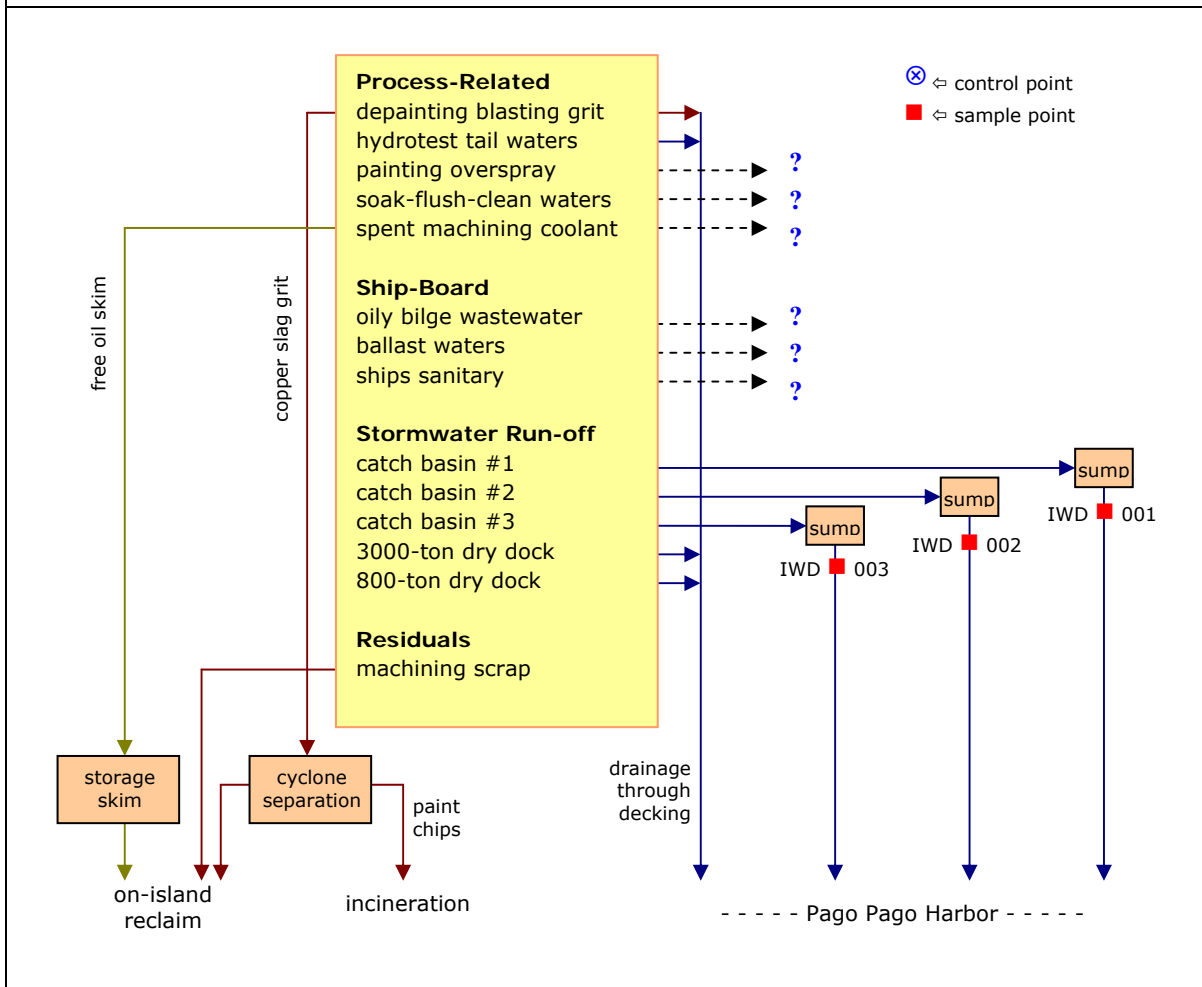 Process-Related
depainting blasting grit
hydrotest tail waters
painting overspray
soak-flush-clean waters
spent machining coolant
Ship-Board
oily bilge wastewater
ballast waters
ships sanitary
Stormwater Run-off
catch basin #1
catch basin #2
catch basin #3
3000-ton dry dock
800-ton dry dock
Residuals
machining scrap
⊗ ⇦ control point
⇦ sample point
?
?
?
?
?
?
free oil skim
copper slag grit
sump
IWD 001
sump
IWD 002
sump
IWD 003
storage
skim
cyclone
separation
paint
chips
drainage
through
decking
on-island
reclaim
incineration
- - - - - Pago Pago Harbor - - - - -